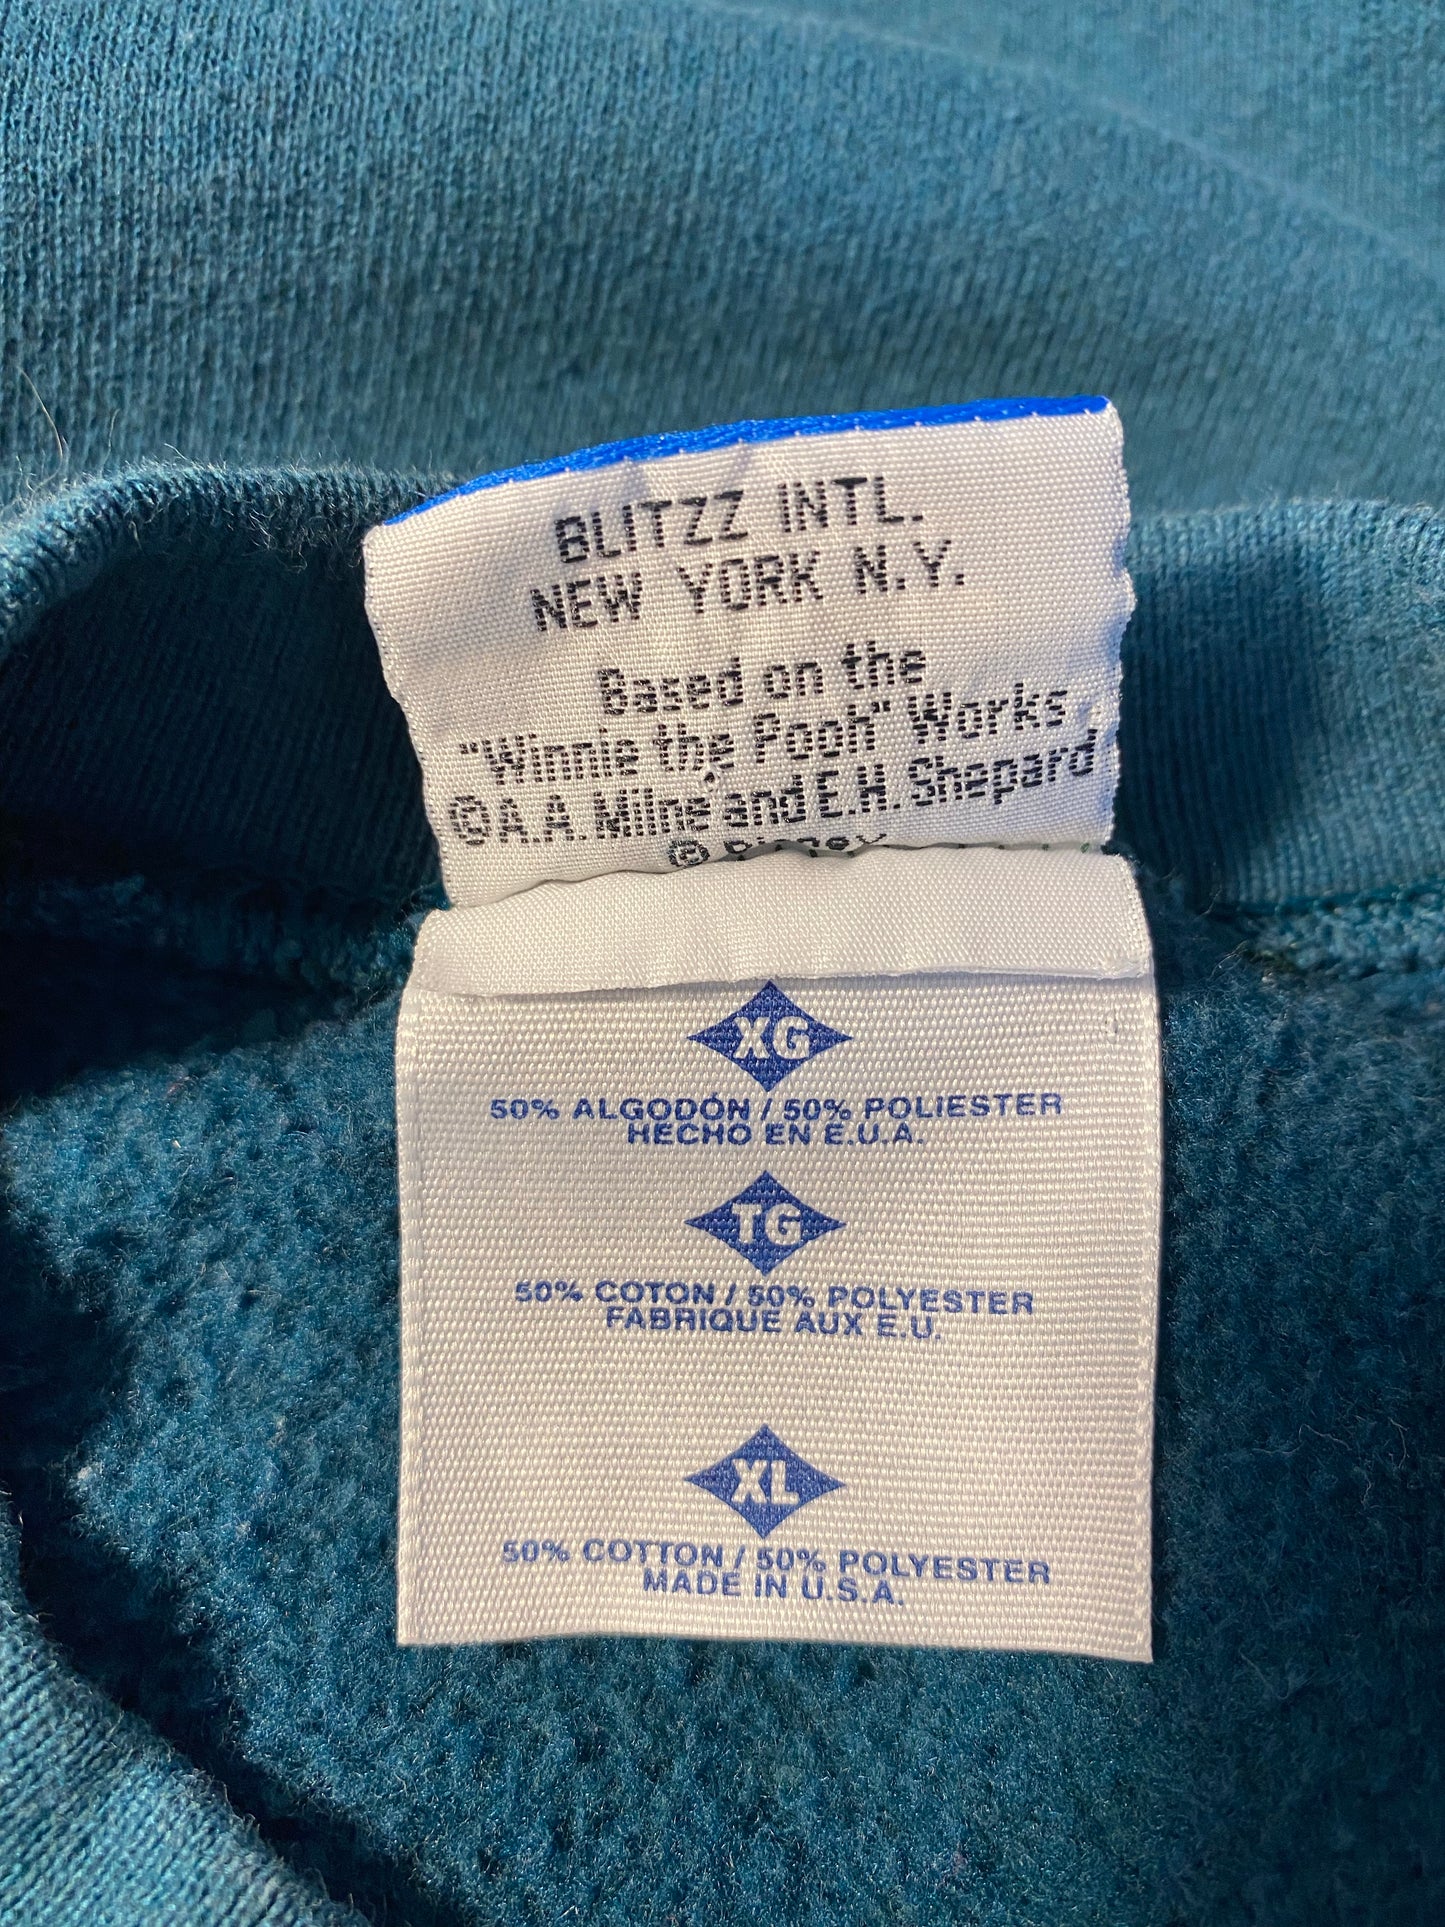 BLITZZ INTL.
NEW YORK N.Y.
Based on the
"Winnie the Pooh" Works
©A.A. Milne and E.H. Shepard
© Disney
XG
50% ALGODÓN / 50% POLIESTER
HECHO EN E.U.A.
TG
50% COTON / 50% POLYESTER
FABRIQUE AUX E.U.
XL
50% COTTON / 50% POLYESTER
MADE IN U.S.A.